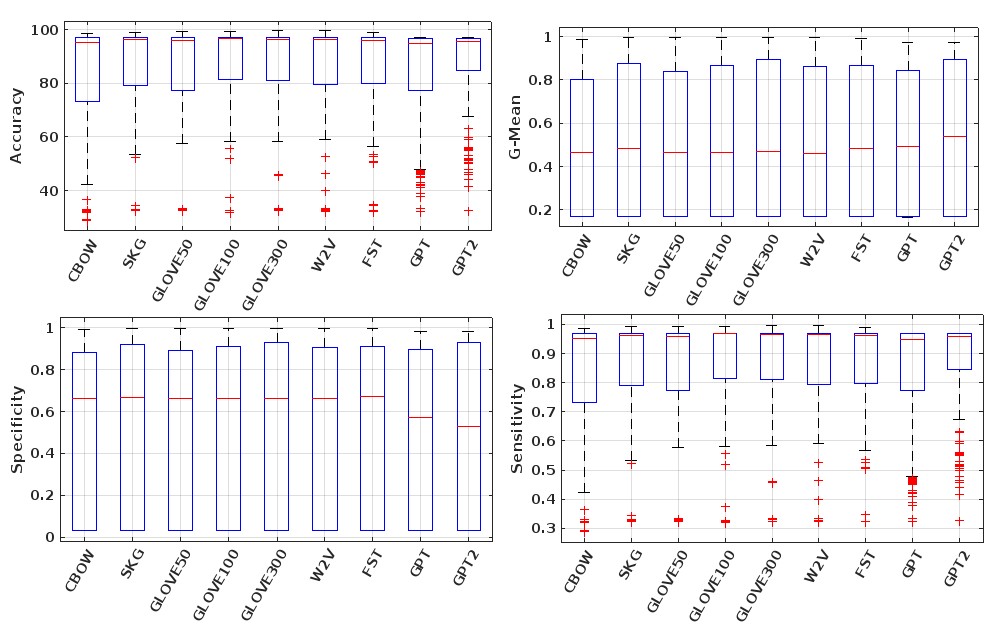 Accuracy
100
80
60
40
CBOW SKG GLOVE50 GLOVE100 GLOVE300 W2V FST GPT GPT2
G-Mean
1
0.8
0.6
0.4
0.2
CBOW SKG GLOVE50 GLOVE100 GLOVE300 W2V FST GPT GPT2
Specificity
1
0.8
0.6
0.4
0.2
0
CBOW SKG GLOVE50 GLOVE100 GLOVE300 W2V FST GPT GPT2
Sensitivity
1
0.9
0.8
0.7
0.6
0.5
0.4
0.3
CBOW SKG GLOVE50 GLOVE100 GLOVE300 W2V FST GPT GPT2